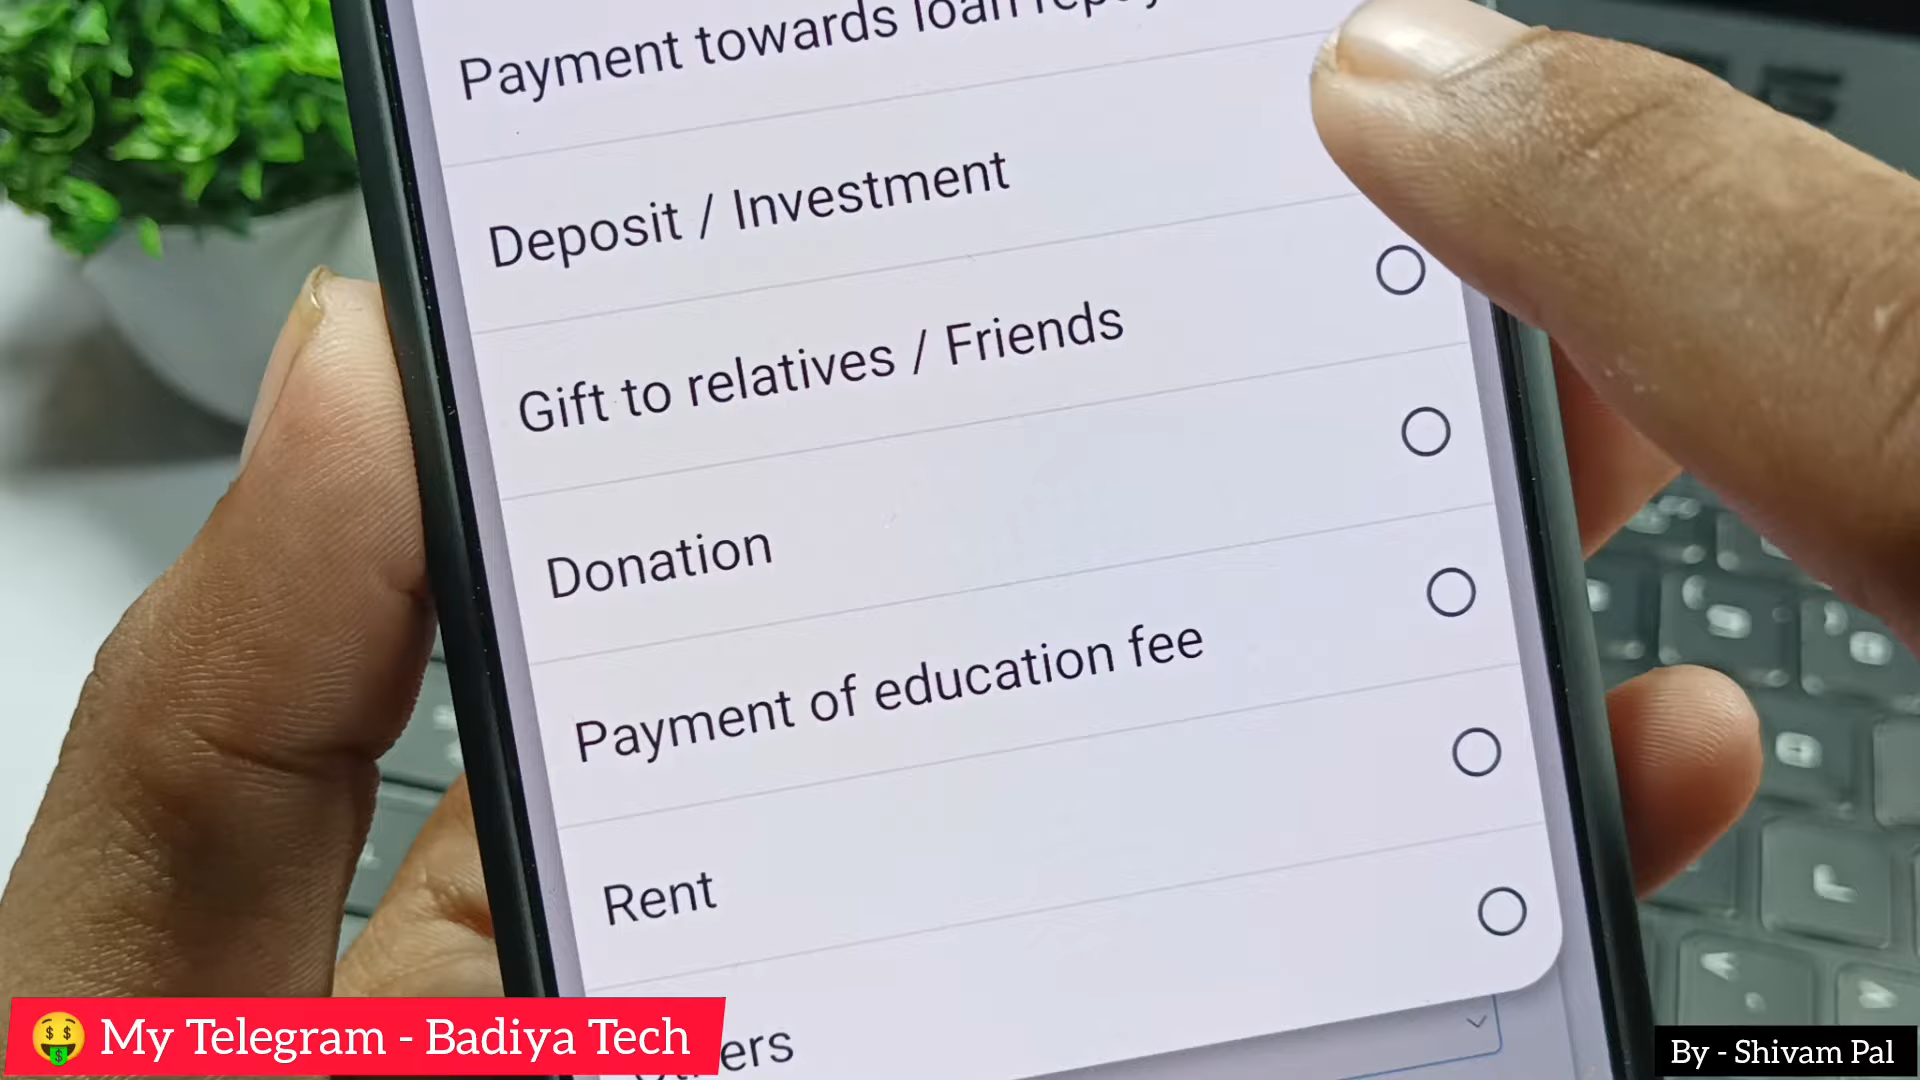 Payment towards loan
Deposit / Investment
Gift to relatives / Friends
Donation
Payment of education fee
Rent
My Telegram - Badiya Tech
By - Shivam Pal